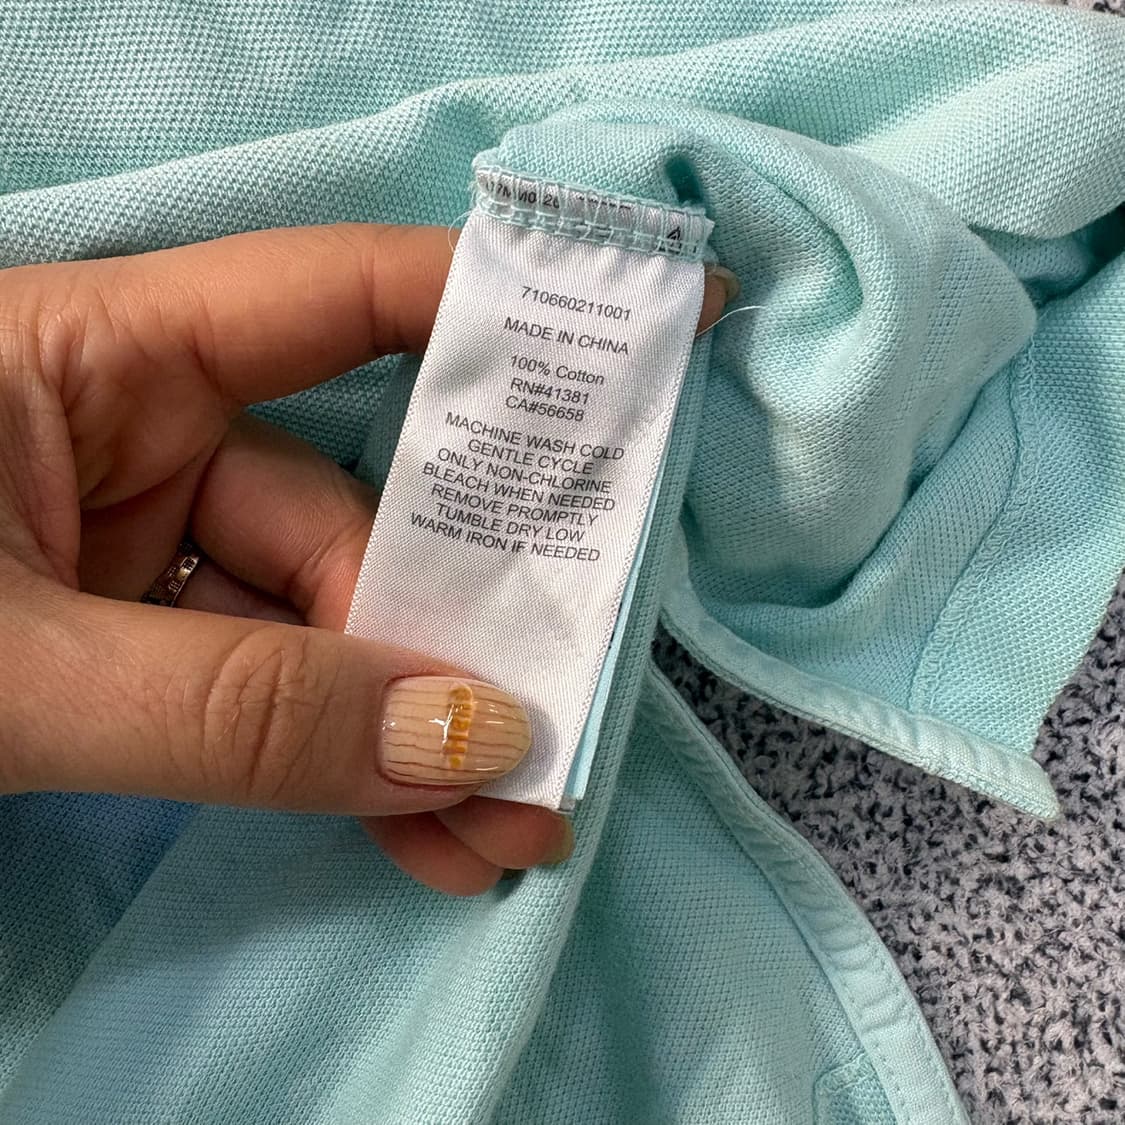 710660211001
MADE IN CHINA
100% Cotton
RN#41381
CA#56658
MACHINE WASH COLD
GENTLE CYCLE
ONLY NON-CHLORINE
BLEACH WHEN NEEDED
REMOVE PROMPTLY
TUMBLE DRY LOW
WARM IRON IF NEEDED